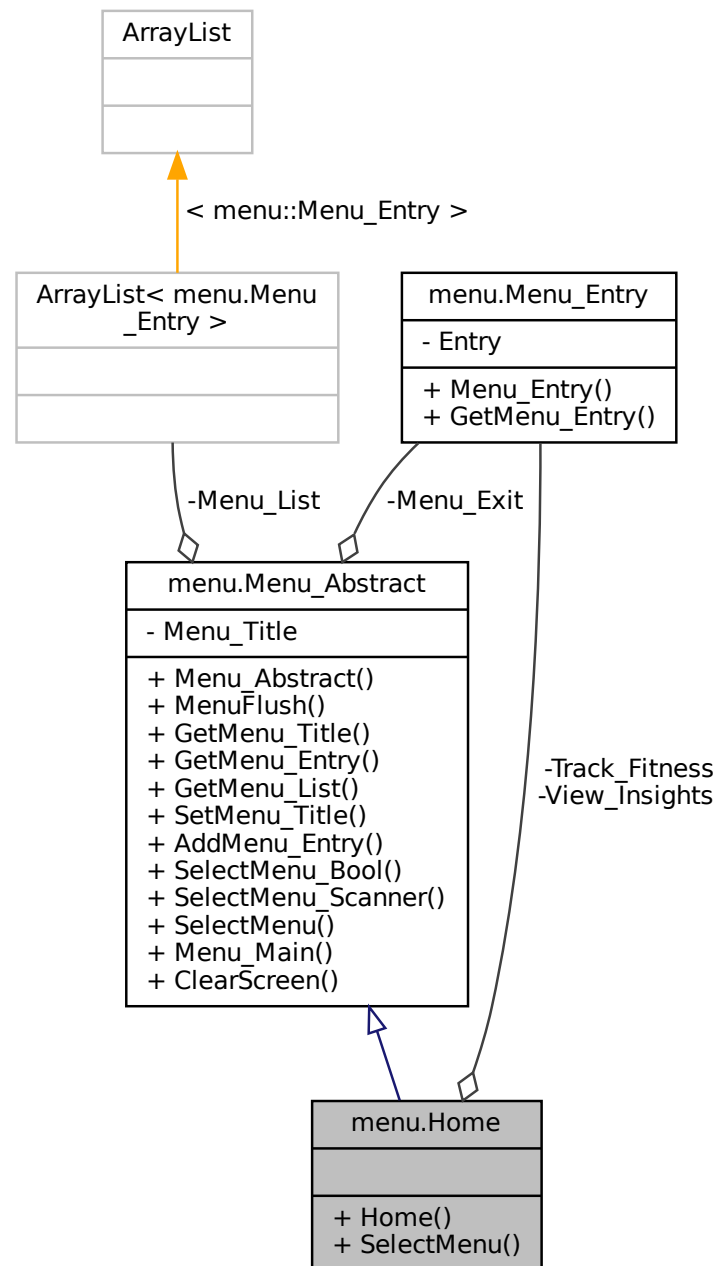 ArrayList
< menu::Menu_Entry >
ArrayList< menu.Menu
_Entry >
menu.Menu_Entry
- Entry
+ Menu_Entry()
+ GetMenu_Entry()
-Menu_List
-Menu_Exit
menu.Menu_Abstract
- Menu_Title
+ Menu_Abstract()
+ MenuFlush()
+ GetMenu_Title()
+ GetMenu_Entry()
+ GetMenu_List()
+ SetMenu_Title()
+ AddMenu_Entry()
+ SelectMenu_Bool()
+ SelectMenu_Scanner()
+ SelectMenu()
+ Menu_Main()
+ ClearScreen()
-Track_Fitness
-View_Insights
menu.Home
+ Home()
+ SelectMenu()